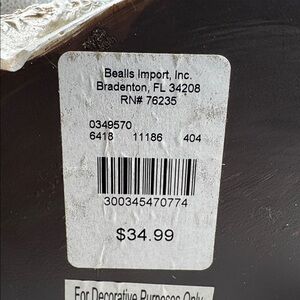 Bealls Import, Inc.
Bradenton, FL 34208
RN# 76235
0349570
6418 11186 404
300345470774
$34.99
For Decorative Purposes Only